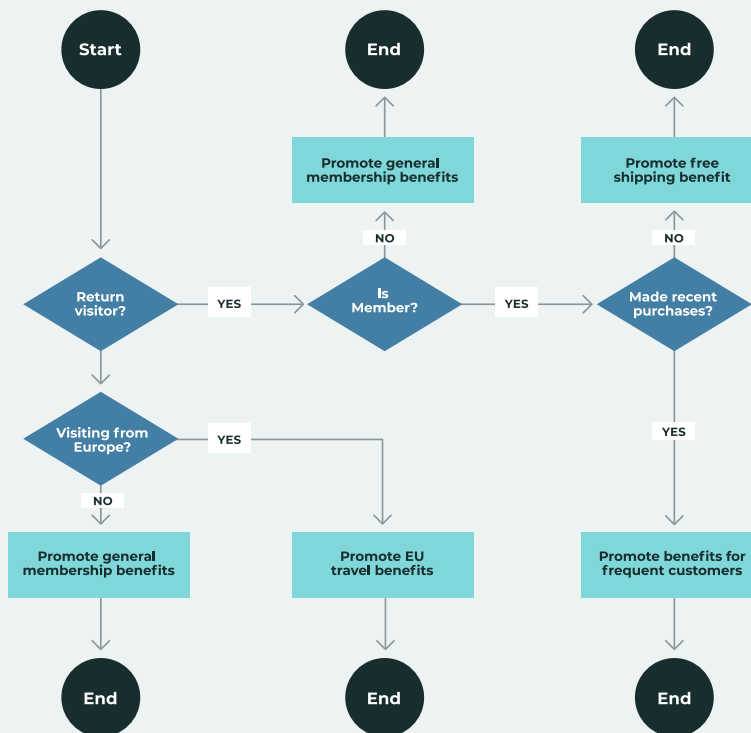 Start
End
End
Promote general
membership benefits
Promote free
shipping benefit
NO
NO
Return
visitor?
YES
Is
Member?
YES
Made recent
purchases?
Visiting from
Europe?
YES
YES
NO
Promote general
membership benefits
Promote EU
travel benefits
Promote benefits for
frequent customers
End
End
End